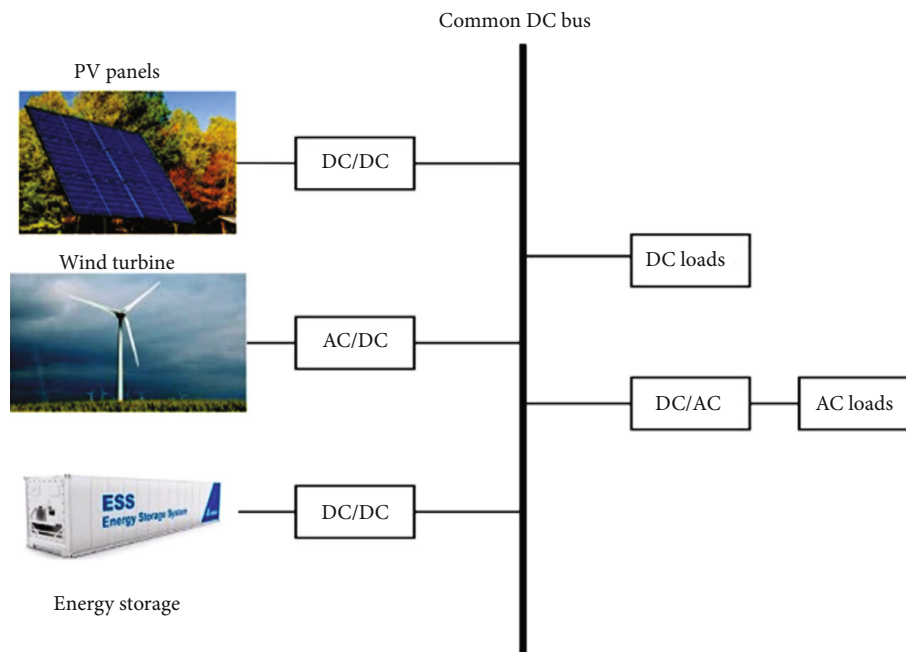 Common DC bus
PV panels
DC/DC
Wind turbine
DC loads
AC/DC
DC/AC
AC loads
ESS
Energy Storage System
DC/DC
Energy storage